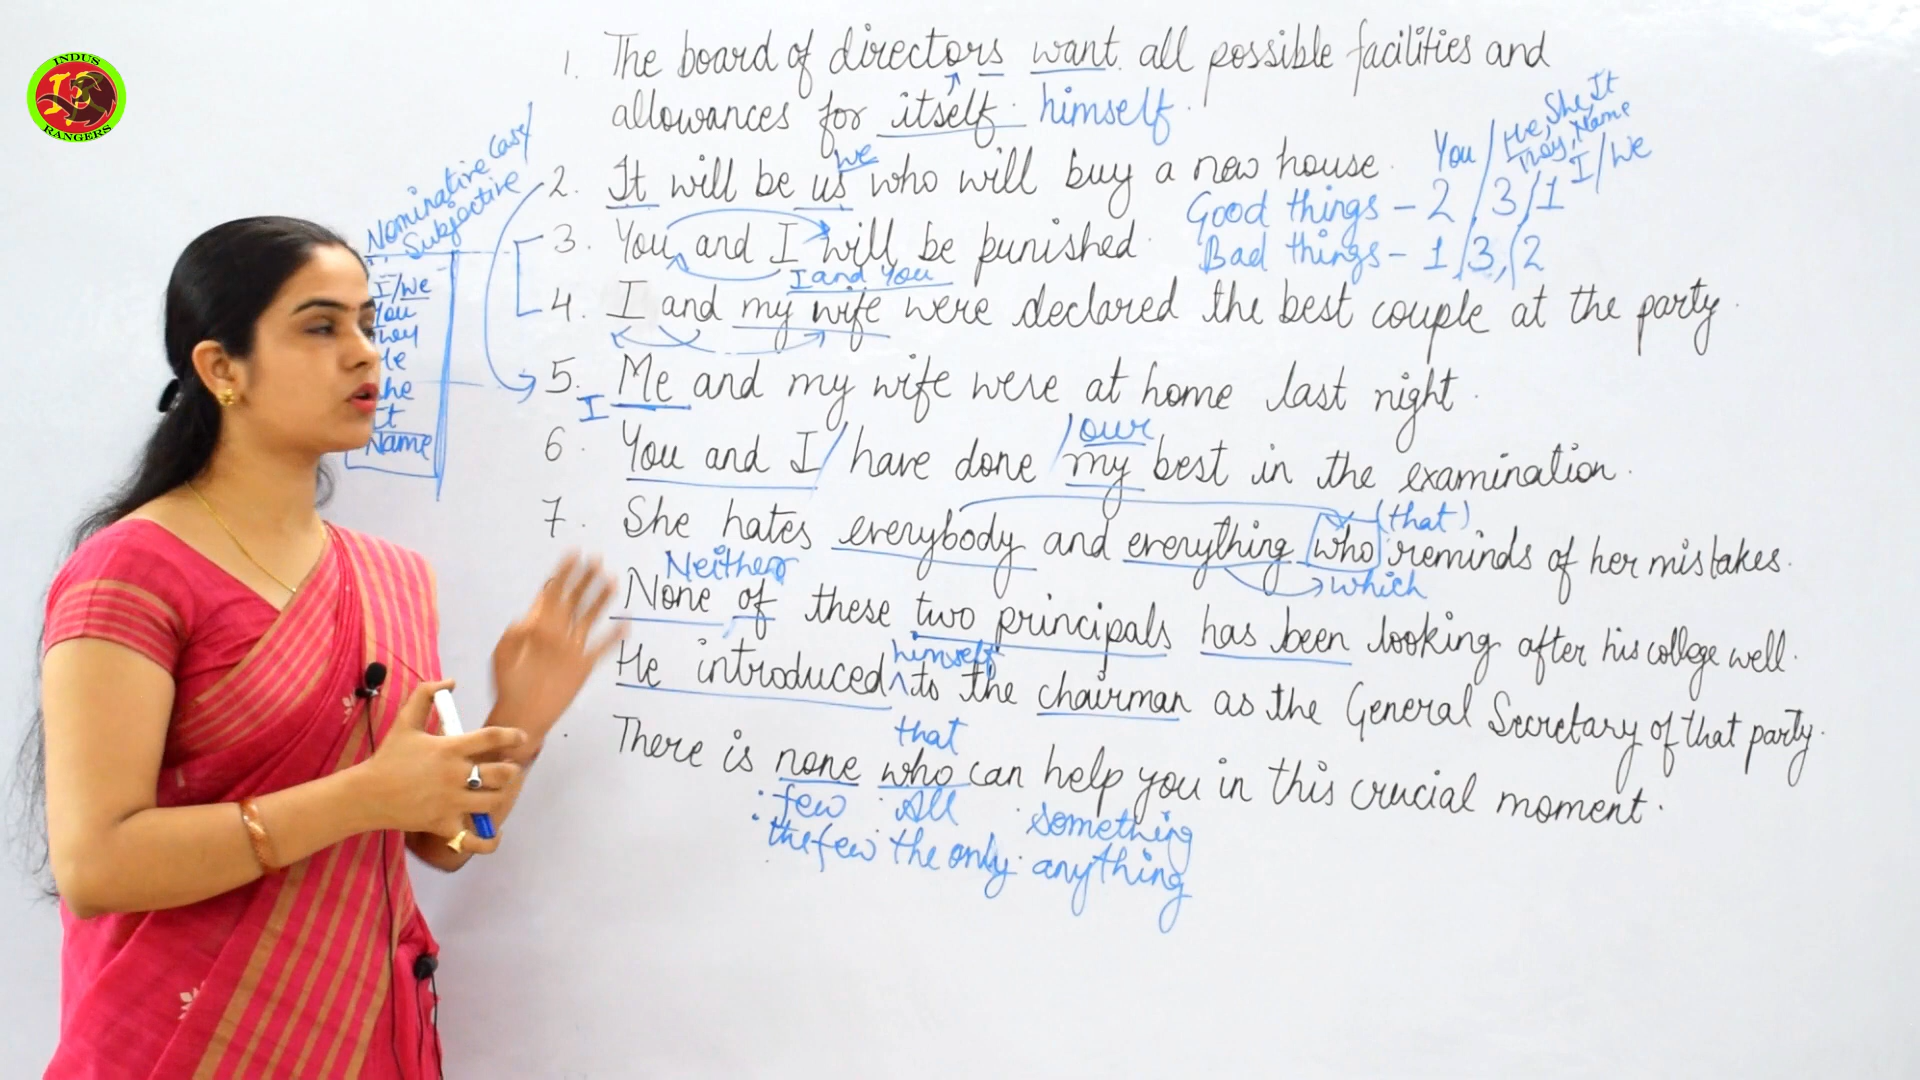 INDUS
RANGERS
1. The board of directors want all possible facilities and
allowances for itself. himself.
we
2. It will be us who will buy a new house.
You / He, She, It
They, Name
I/We
Good things - 2/3/1
Bad things - 1/3/2
3. You and I will be punished.
I and You
4. I and my wife were declared the best couple at the party.
5. Me and my wife were at home last night.
I
our
6. You and I / have done / my best in the examination.
7. She hates everybody and everything who reminds of her mistakes.
(that)
which
Neither
None of these two principals has been looking after his college well.
himself
He introduced to the chairman as the General Secretary of that party.
that
There is none who can help you in this crucial moment.
few All something
the few the only anything
Nominative Case/
Subjective
I/We
You
They
He
She
It
Name